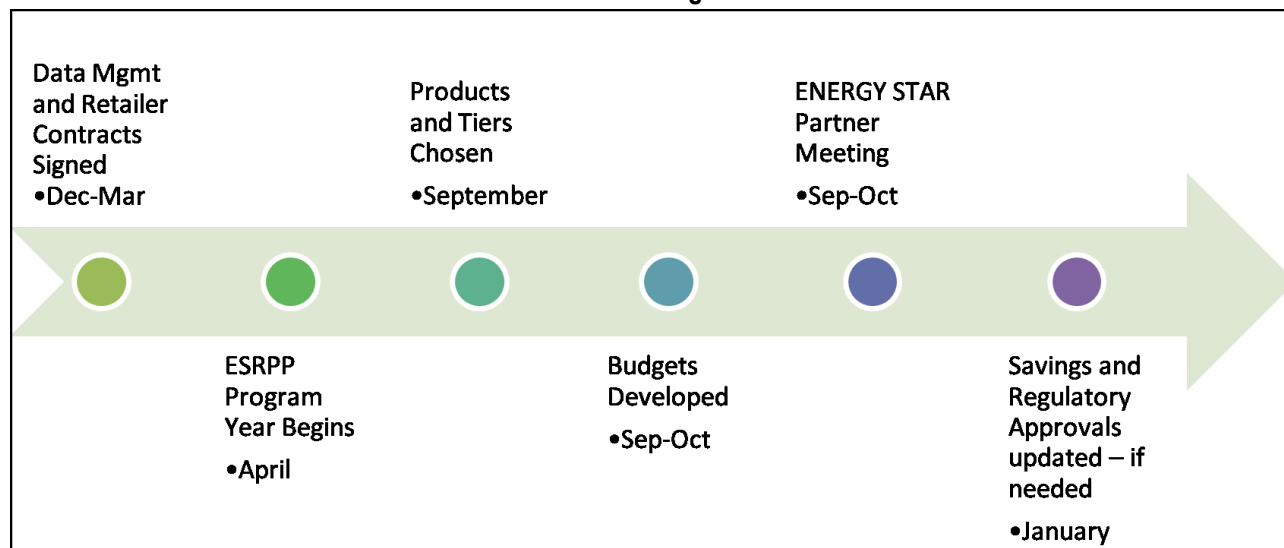 Data Mgmt
and Retailer
Contracts
Signed
•Dec-Mar
ESRPP
Program
Year Begins
•April
Products
and Tiers
Chosen
•September
Budgets
Developed
•Sep-Oct
ENERGY STAR
Partner
Meeting
•Sep-Oct
Savings and
Regulatory
Approvals
updated – if
needed
•January